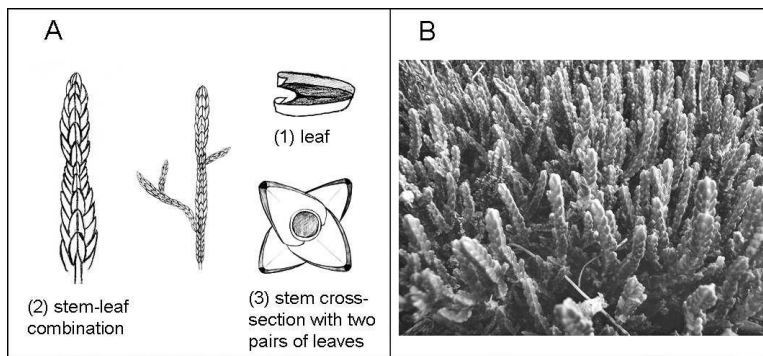 A
B
(1) leaf
(2) stem-leaf
combination
(3) stem cross-
section with two
pairs of leaves